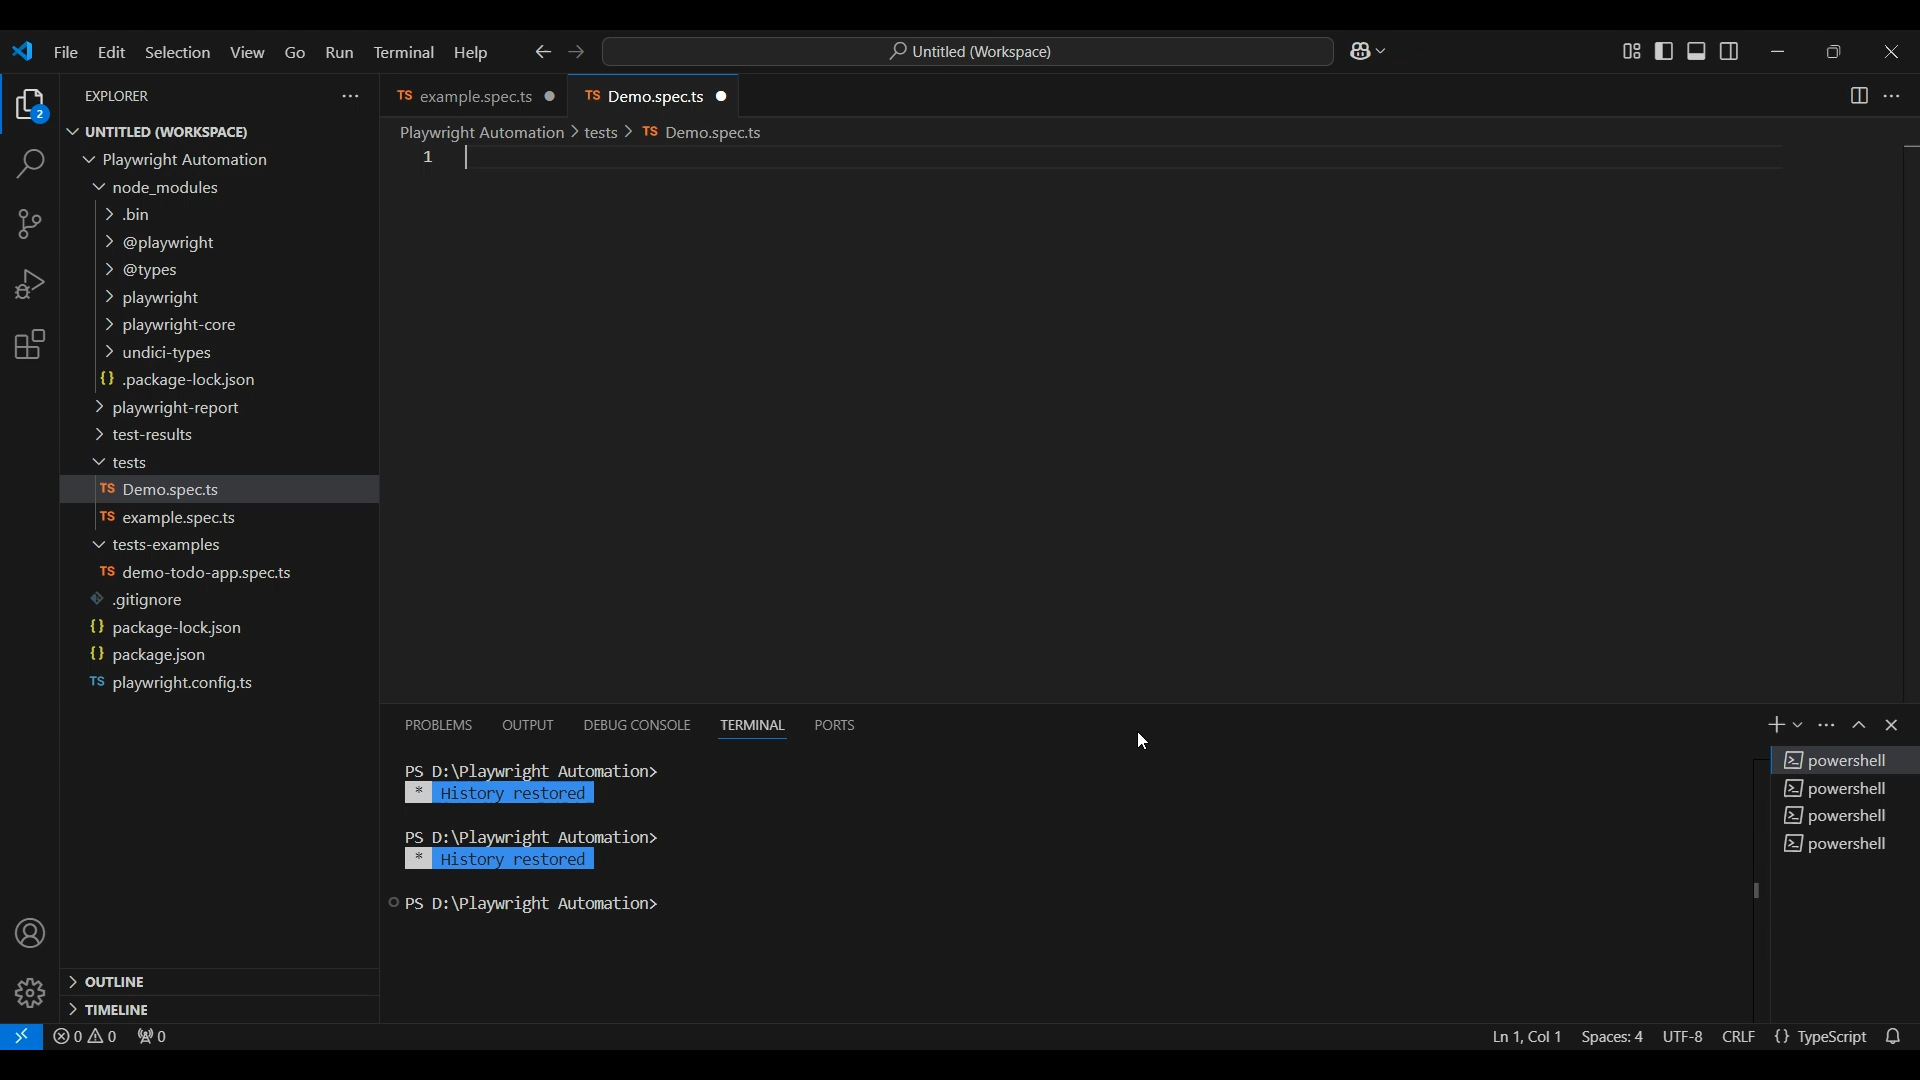 File Edit Selection View Go Run Terminal Help
Untitled (Workspace)
EXPLORER
2
UNTITLED (WORKSPACE)
Playwright Automation
node_modules
.bin
@playwright
@types
playwright
playwright-core
undici-types
{} .package-lock.json
playwright-report
test-results
tests
TS Demo.spec.ts
TS example.spec.ts
tests-examples
TS demo-todo-app.spec.ts
.gitignore
{} package-lock.json
{} package.json
TS playwright.config.ts
OUTLINE
TIMELINE
TS example.spec.ts
TS Demo.spec.ts
Playwright Automation > tests > TS Demo.spec.ts
1
PROBLEMS OUTPUT DEBUG CONSOLE TERMINAL PORTS
PS D:\Playwright Automation>
* History restored
PS D:\Playwright Automation>
* History restored
PS D:\Playwright Automation>
powershell
powershell
powershell
powershell
0 0 0
Ln 1, Col 1 Spaces: 4 UTF-8 CRLF {} TypeScript